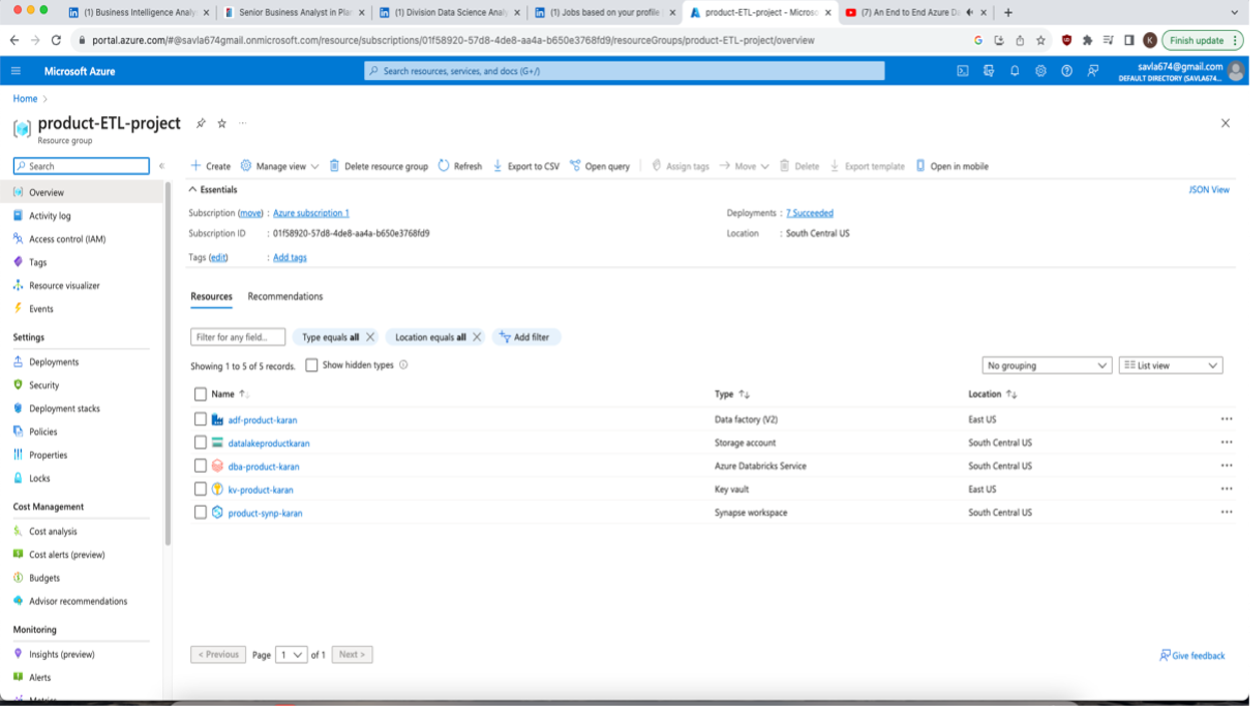 (1) Business Intelligence Analy
Senior Business Analyst in Plan
(1) Division Data Science Analy
(1) Jobs based on your profile
product-ETL-project - Microso
(7) An End to End Azure Da
portal.azure.com/#@savla674gmail.onmicrosoft.com/resource/subscriptions/01f58920-57d8-4de8-aa4a-b650e3768fd9/resourceGroups/product-ETL-project/overview
K
Finish update
Microsoft Azure
Search resources, services, and docs (G+/)
savla674@gmail.com
DEFAULT DIRECTORY (SAVLA674...
Home
product-ETL-project
Resource group
Search
Create
Manage view
Delete resource group
Refresh
Export to CSV
Open query
Assign tags
Move
Delete
Export template
Open in mobile
Overview
Activity log
Access control (IAM)
Tags
Resource visualizer
Events
Settings
Deployments
Security
Deployment stacks
Policies
Properties
Locks
Cost Management
Cost analysis
Cost alerts (preview)
Budgets
Advisor recommendations
Monitoring
Insights (preview)
Alerts
Metrics
Essentials
JSON View
Subscription (move) : Azure subscription 1
Deployments : 7 Succeeded
Subscription ID : 01f58920-57d8-4de8-aa4a-b650e3768fd9
Location : South Central US
Tags (edit) : Add tags
Resources Recommendations
Filter for any field...
Type equals all
Location equals all
Add filter
Showing 1 to 5 of 5 records.
Show hidden types
No grouping
List view
Name Type Location
adf-product-karan Data factory (V2) East US
datalakeproductkaran Storage account South Central US
dba-product-karan Azure Databricks Service South Central US
kv-product-karan Key vault East US
product-synp-karan Synapse workspace South Central US
< Previous Page 1 of 1 Next >
Give feedback